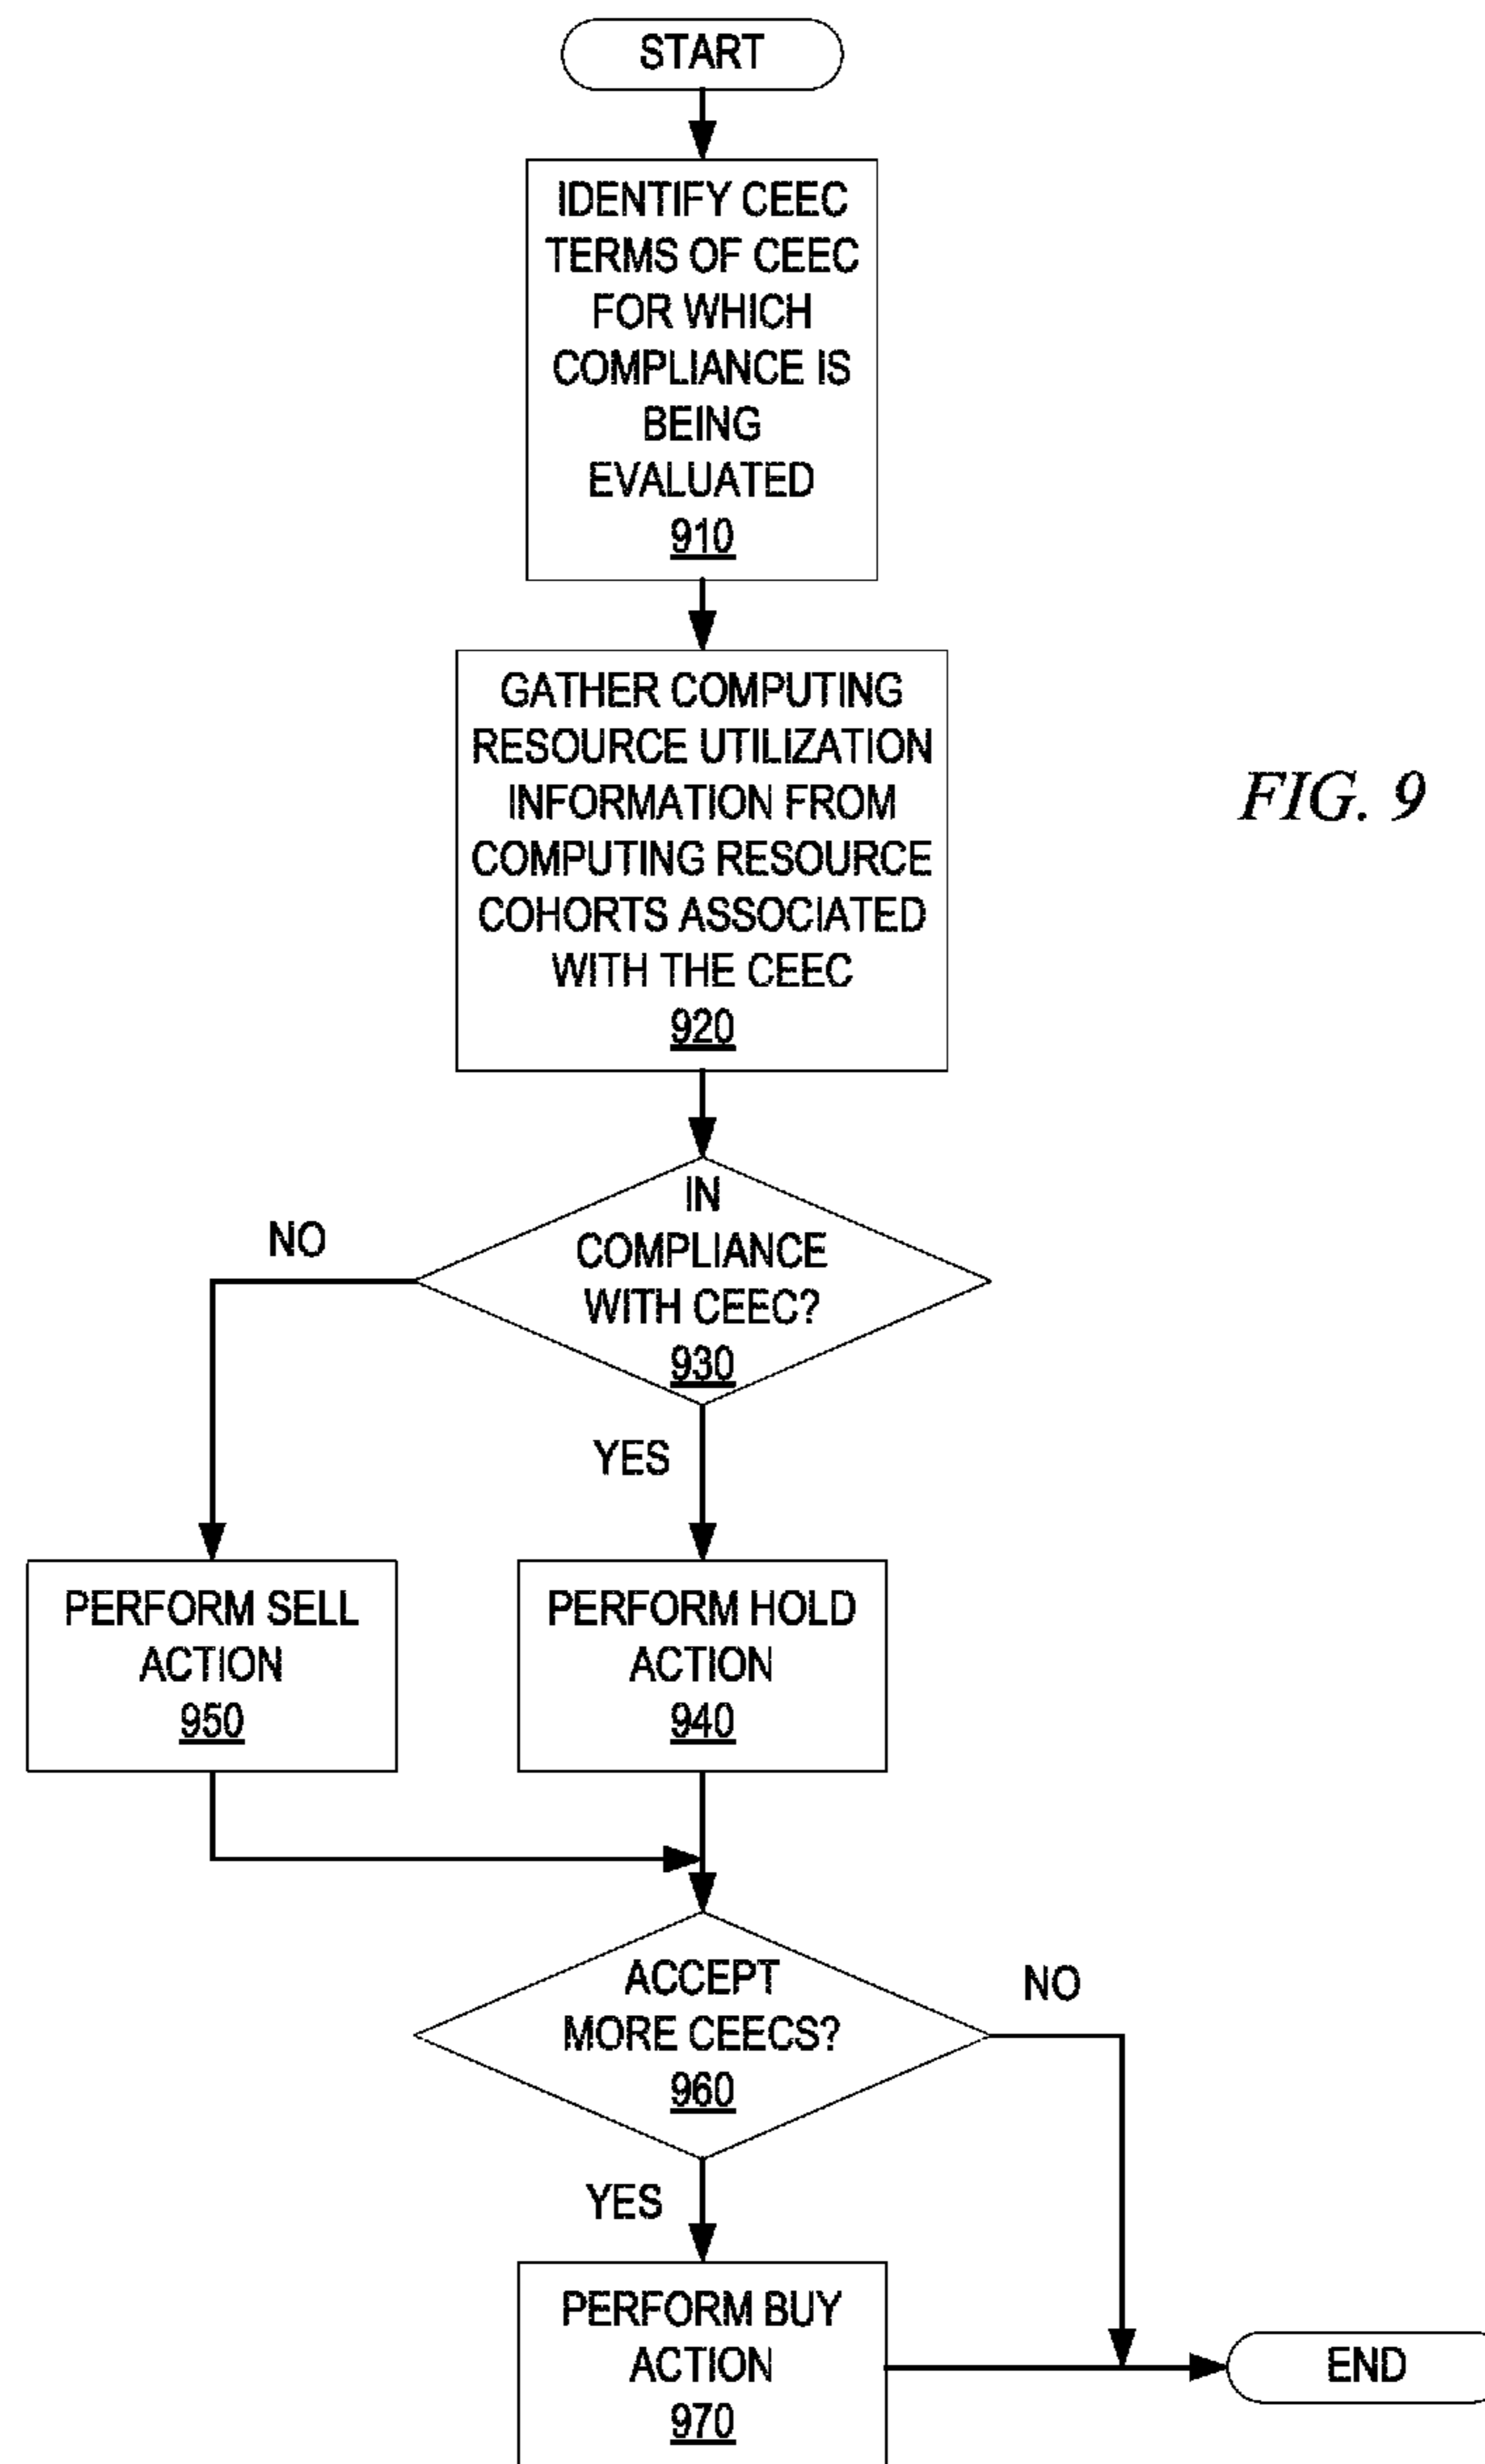 START
IDENTIFY CEEC
TERMS OF CEEC
FOR WHICH
COMPLIANCE IS
BEING
EVALUATED
910
GATHER COMPUTING
RESOURCE UTILIZATION
INFORMATION FROM
COMPUTING RESOURCE
COHORTS ASSOCIATED
WITH THE CEEC
920
FIG. 9
IN
COMPLIANCE
WITH CEEC?
930
NO
YES
PERFORM SELL
ACTION
950
PERFORM HOLD
ACTION
940
ACCEPT
MORE CEECS?
960
NO
YES
PERFORM BUY
ACTION
970
END